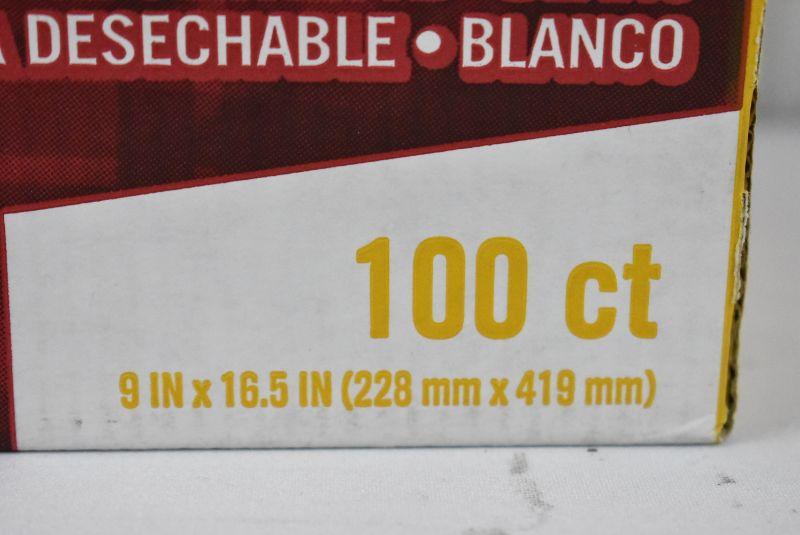 A DESECHABLE • BLANCO
100 ct
9 IN x 16.5 IN (228 mm x 419 mm)